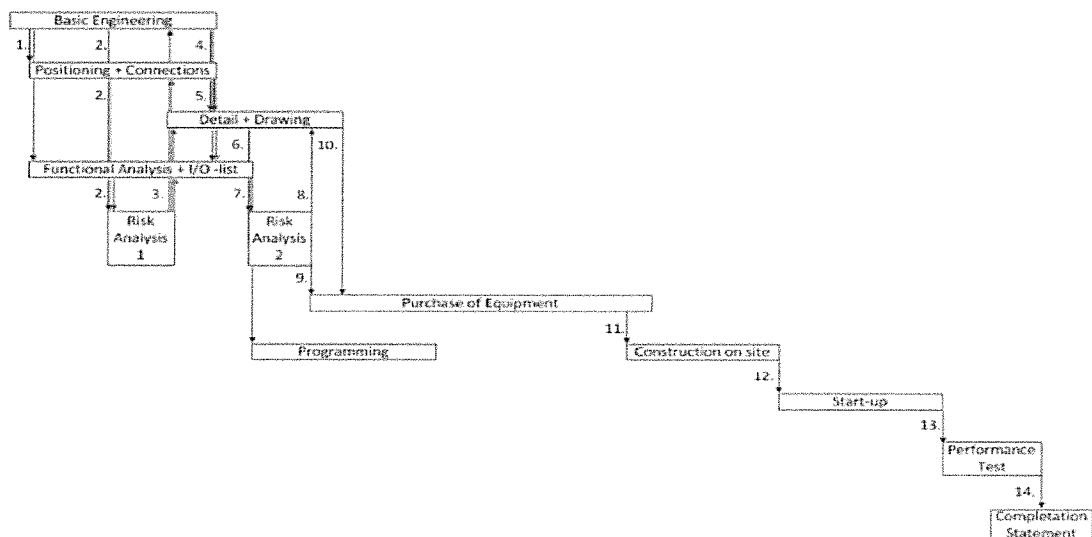 Basic Engineering
1. 2. 4.
Positioning + Connections
2. 5.
Detail + Drawing
6. 10.
Functional Analysis + I/O -list
2. 3. 7. 8.
Risk
Analysis
1
Risk
Analysis
2
9.
Purchase of Equipment
11.
Programming
Construction on site
12.
Start-up
13.
Performance
Test
14.
Completation
Statement